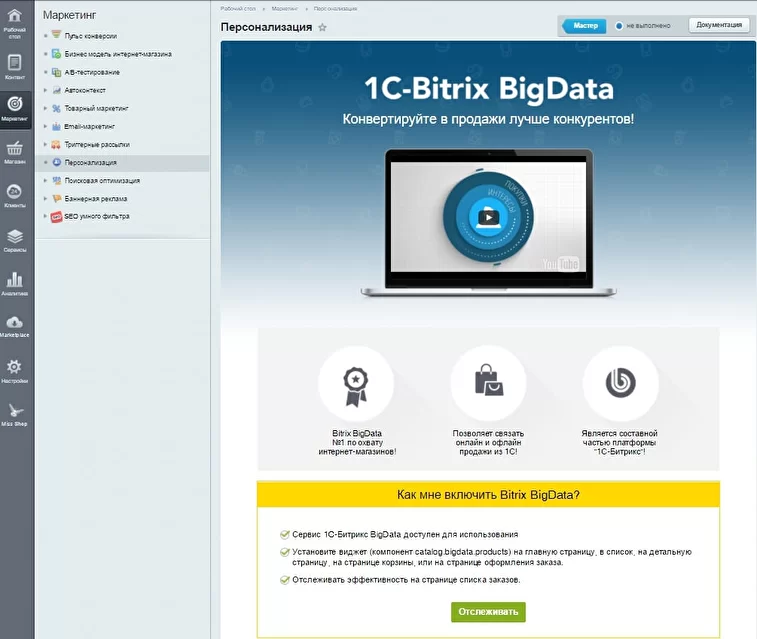 Рабочий стол
Контент
Маркетинг
Магазин
Клиенты
Сервисы
Аналитика
Marketplace
Настройки
Max Shop
Маркетинг
Пульс конверсии
Бизнес модель интернет-магазина
A/B-тестирование
Автоконтекст
Товарный маркетинг
Email-маркетинг
Триггерные рассылки
Персонализация
Поисковая оптимизация
Баннерная реклама
SEO умного фильтра
Рабочий стол » Маркетинг » Персонализация
Персонализация
Мастер
не выполнено
Документация
1C-Bitrix BigData
Конвертируйте в продажи лучше конкурентов!
ПОКУПКИ
ИНТЕРЕСЫ
YouTube
Bitrix BigData
№1 по охвату
интернет-магазинов!
Позволяет связать
онлайн и офлайн
продажи из 1С!
Является составной
частью платформы
"1С-Битрикс"!
Как мне включить Bitrix BigData?
Сервис 1С-Битрикс BigData доступен для использования
Установите виджет (компонент catalog.bigdata.products) на главную страницу, в список, на детальную
страницу, на странице корзины, или на странице оформления заказа.
Отслеживать эффективность на странице списка заказов.
Отслеживать